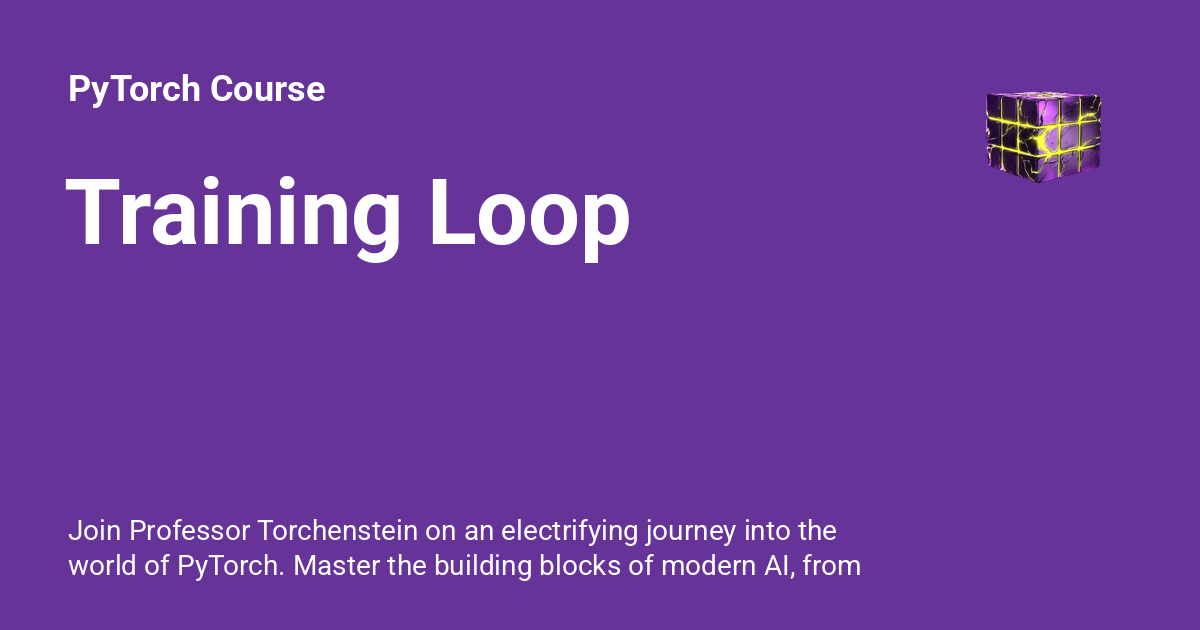 PyTorch Course
Training Loop
Join Professor Torchenstein on an electrifying journey into the
world of PyTorch. Master the building blocks of modern AI, from